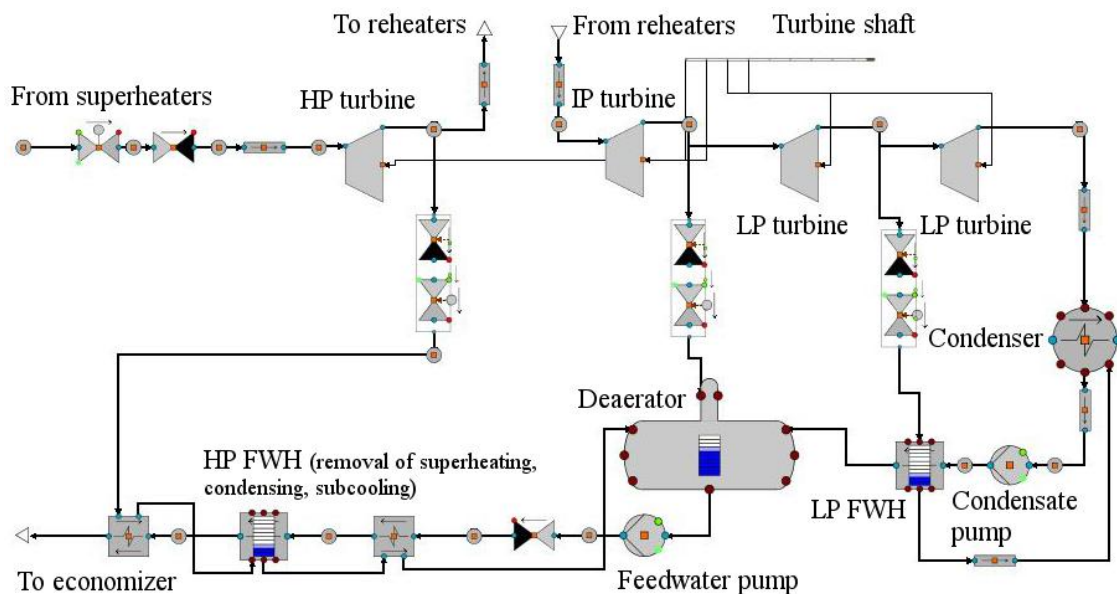 To reheaters
From reheaters
Turbine shaft
From superheaters
HP turbine
IP turbine
LP turbine
LP turbine
Condenser
Deaerator
HP FWH (removal of superheating,
condensing, subcooling)
LP FWH
Condensate
pump
To economizer
Feedwater pump